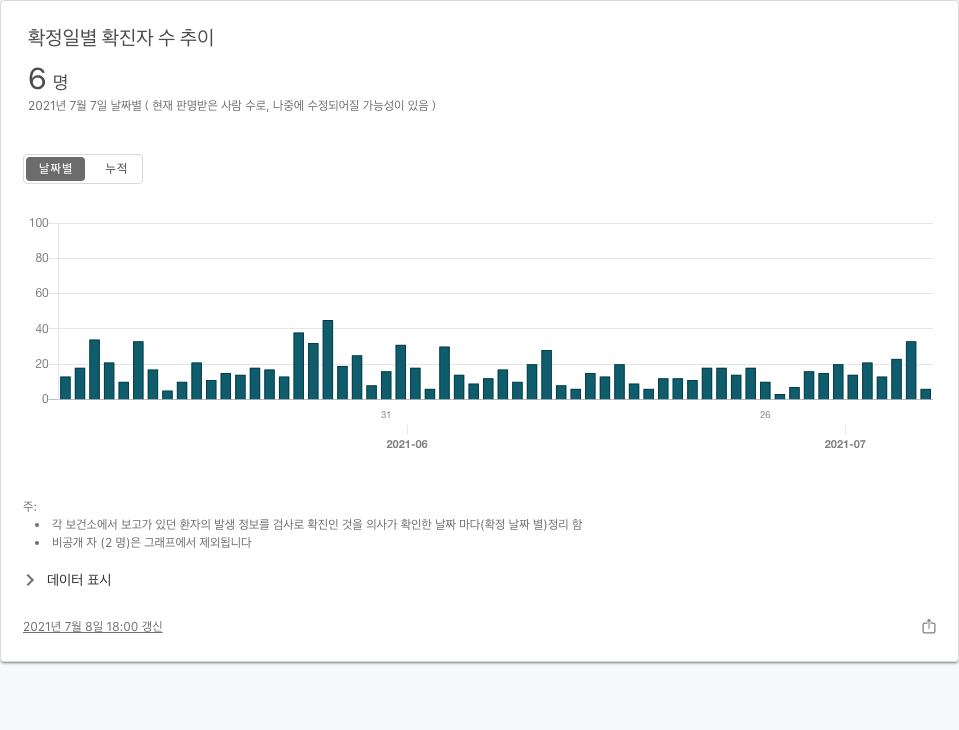 확정일별 확진자 수 추이
6 명
2021년 7월 7일 날짜별 ( 현재 판명받은 사람 수로, 나중에 수정되어질 가능성이 있음 )
날짜별 누적
100
80
60
40
20
0
31 26
2021-06 2021-07
주:
• 각 보건소에서 보고가 있던 환자의 발생 정보를 검사로 확진인 것을 의사가 확인한 날짜 마다(확정 날짜 별)정리 함
• 비공개 자 (2 명)은 그래프에서 제외됩니다
데이터 표시
2021년 7월 8일 18:00 갱신